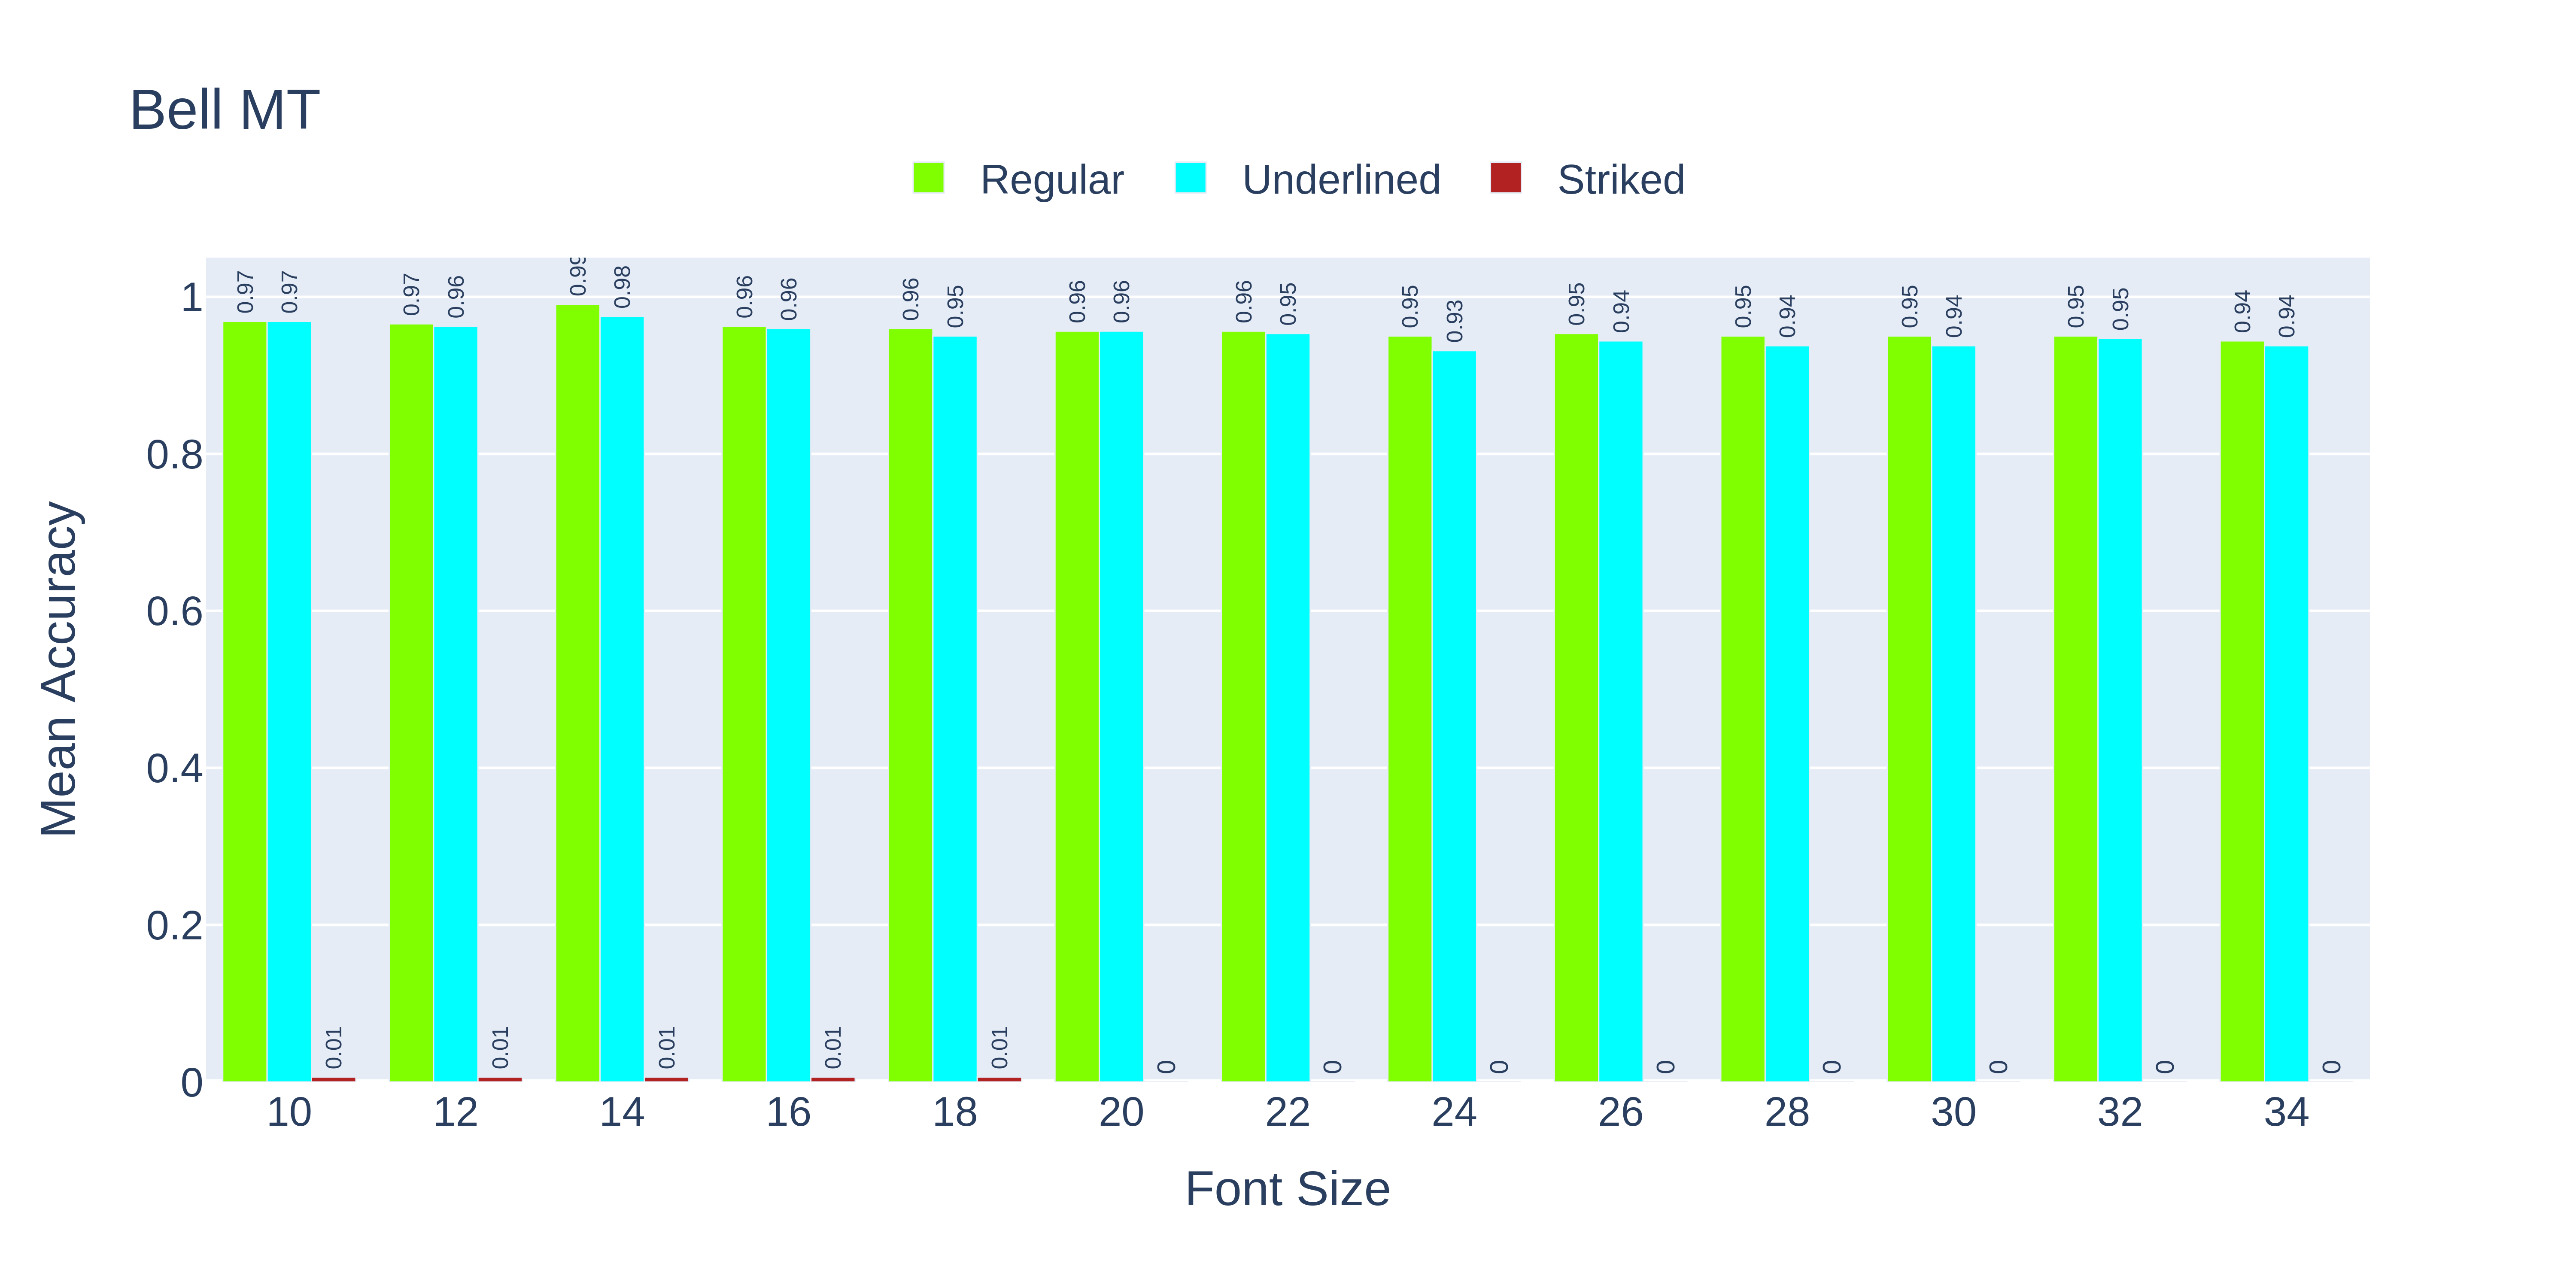 Bell MT
Regular Underlined Striked
0.97 0.97 0.01 0.97 0.96 0.01 0.99 0.98 0.01 0.96 0.96 0.01 0.96 0.95 0.01 0.96 0.96 0 0.96 0.95 0 0.95 0.93 0 0.95 0.94 0 0.95 0.94 0 0.95 0.94 0 0.95 0.95 0 0.94 0.94 0
1
0.8
0.6
0.4
0.2
0
Mean Accuracy
10 12 14 16 18 20 22 24 26 28 30 32 34
Font Size